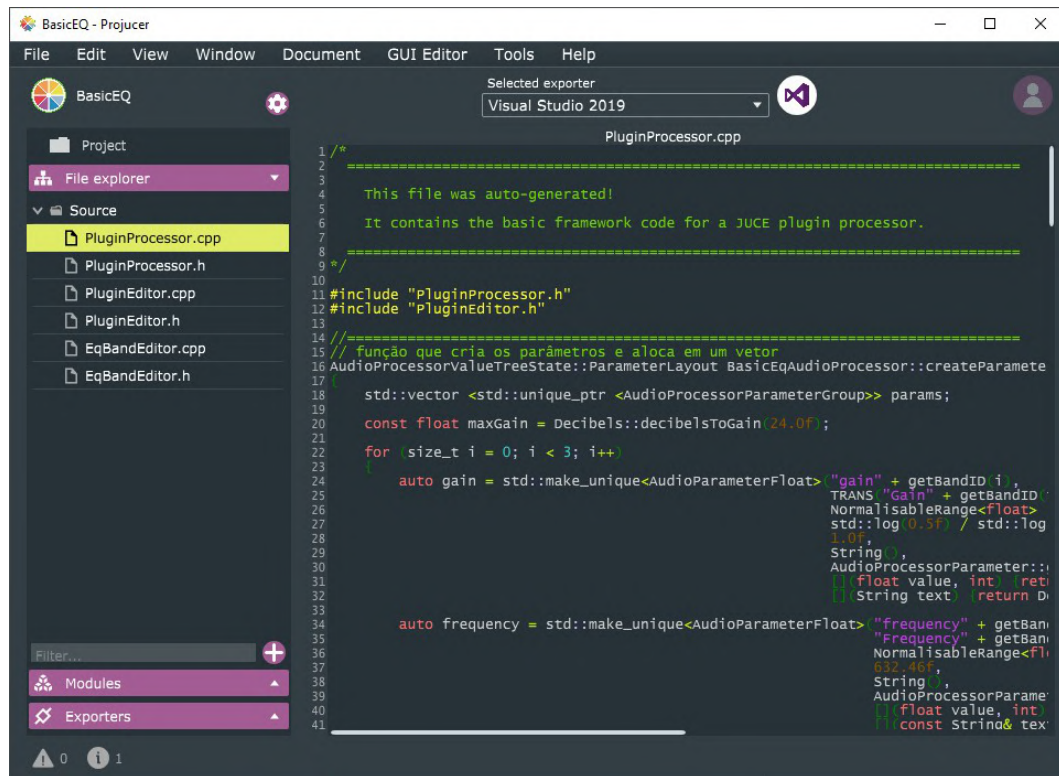 BasicEQ - Projucer
File Edit View Window Document GUI Editor Tools Help
BasicEQ
Selected exporter
Visual Studio 2019
Project
File explorer
Source
PluginProcessor.cpp
PluginProcessor.h
PluginEditor.cpp
PluginEditor.h
EqBandEditor.cpp
EqBandEditor.h
Filter...
Modules
Exporters
0 1
PluginProcessor.cpp
1 /*
2 ==============================================================================
3
4 This file was auto-generated!
5
6 It contains the basic framework code for a JUCE plugin processor.
7
8 ==============================================================================
9 */
10
11 #include "PluginProcessor.h"
12 #include "PluginEditor.h"
13
14 //==============================================================================
15 // função que cria os parâmetros e aloca em um vetor
16 AudioProcessorValueTreeState::ParameterLayout BasicEqAudioProcessor::createParamete
17 {
18 std::vector <std::unique_ptr <AudioProcessorParameterGroup>> params;
19
20 const float maxGain = Decibels::decibelsToGain(24.0f);
21
22 for (size_t i = 0; i < 3; i++)
23 {
24 auto gain = std::make_unique<AudioParameterFloat>("gain" + getBandID(i),
25 TRANS("Gain" + getBandID(
26 NormalisableRange<float>
27 std::log(0.5f) / std::log
28 1.0f,
29 String(),
30 AudioProcessorParameter::
31 [](float value, int) {ret
32 [](String text) {return D
33
34 auto frequency = std::make_unique<AudioParameterFloat>("frequency" + getBan
35 "Frequency" + getBan
36 NormalisableRange<fl
37 632.46f,
38 String(),
39 AudioProcessorParame
40 [](float value, int)
41 [](const String& tex